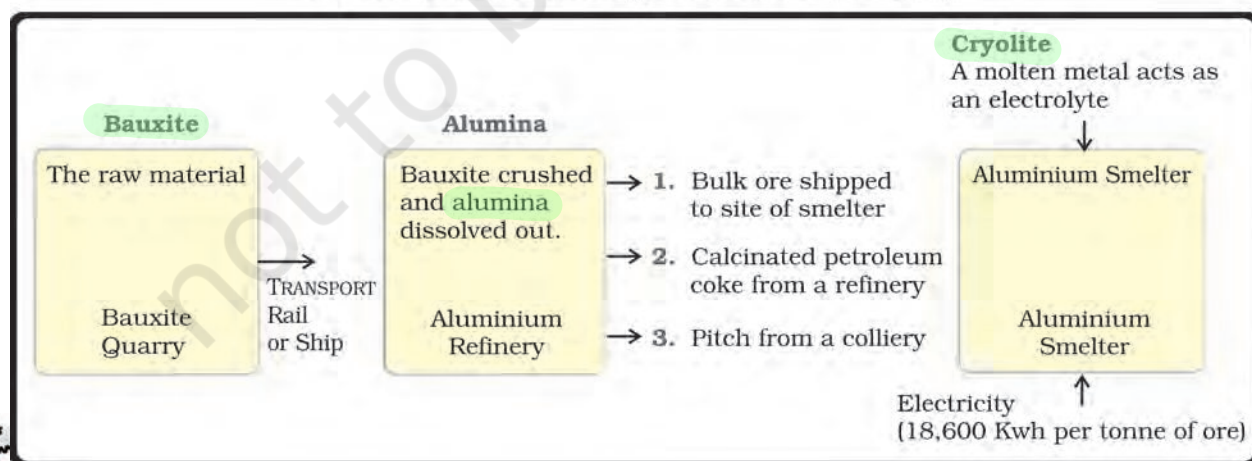 Cryolite
A molten metal acts as
an electrolyte
Bauxite
The raw material
Bauxite
Quarry
TRANSPORT
Rail
or Ship
Alumina
Bauxite crushed
and alumina
dissolved out.
Aluminium
Refinery
1. Bulk ore shipped
to site of smelter
2. Calcinated petroleum
coke from a refinery
3. Pitch from a colliery
Aluminium Smelter
Aluminium
Smelter
Electricity
(18,600 Kwh per tonne of ore)
not to b